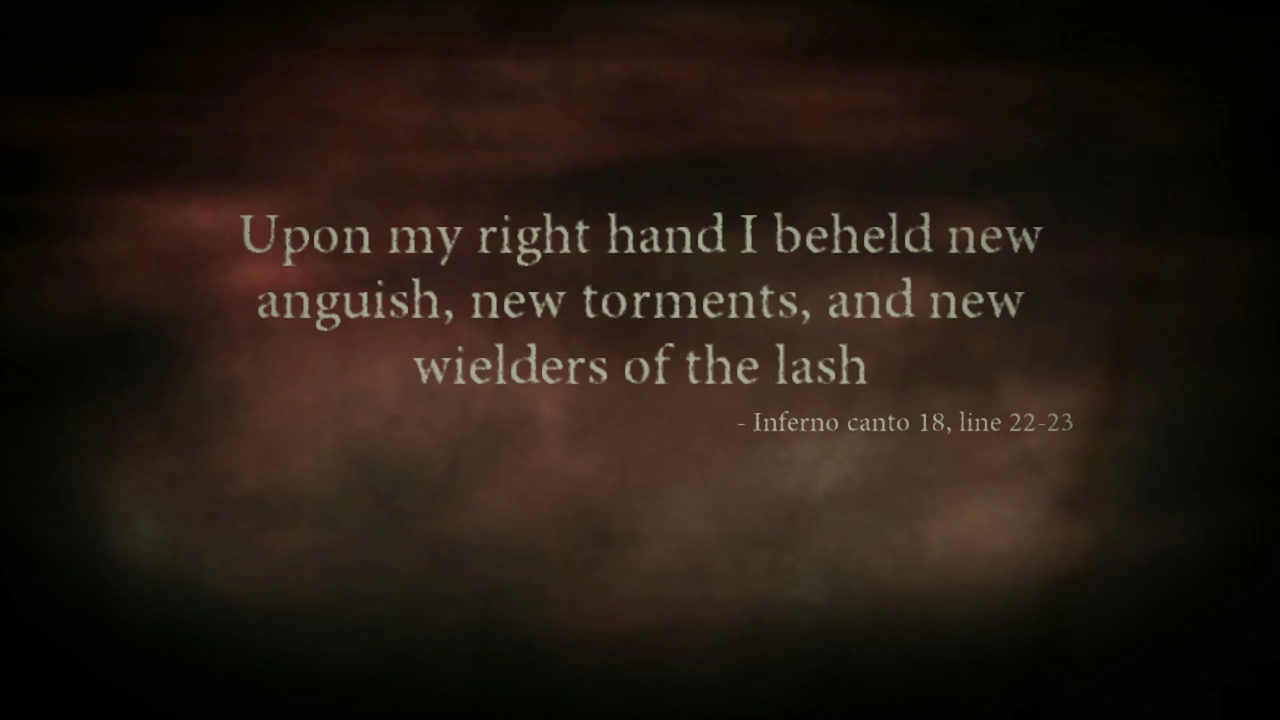 Upon my right hand I beheld new
anguish, new torments, and new
wielders of the lash
- Inferno canto 18, line 22-23